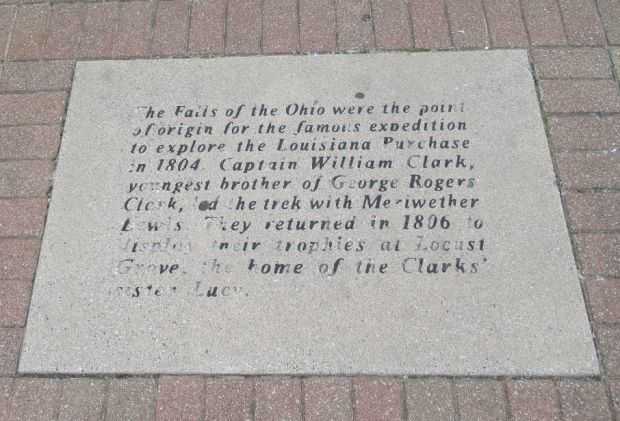 The Falls of the Ohio were the point
of origin for the famous expedition
to explore the Louisiana Purchase
in 1804. Captain William Clark,
youngest brother of George Rogers
Clark, led the trek with Meriwether
Lewis. They returned in 1806 to
display their trophies at Locust
Grove, the home of the Clarks'
sister Lucy.